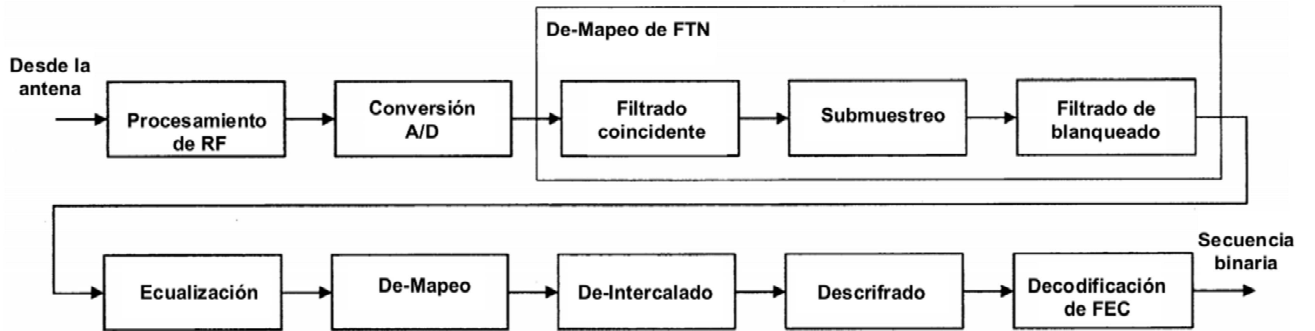 De-Mapeo de FTN
Desde la
antena
Procesamiento
de RF
Conversión
A/D
Filtrado
coincidente
Submuestreo
Filtrado de
blanqueado
Ecualización
De-Mapeo
De-Intercalado
Descrifrado
Decodificación
de FEC
Secuencia
binaria